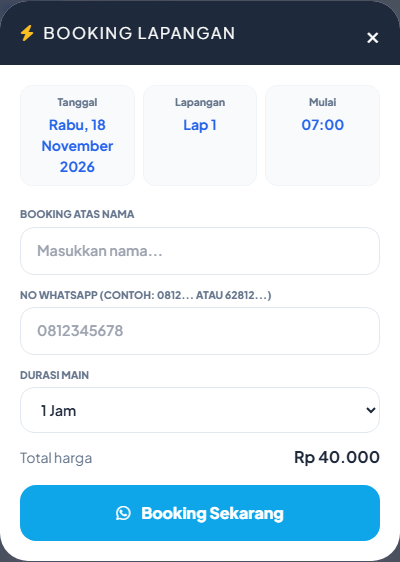 BOOKING LAPANGAN
×
Tanggal
Rabu, 18
November
2026
Lapangan
Lap 1
Mulai
07:00
BOOKING ATAS NAMA
Masukkan nama...
NO WHATSAPP (CONTOH: 0812... ATAU 62812...)
0812345678
DURASI MAIN
1 Jam
Total harga
Rp 40.000
Booking Sekarang